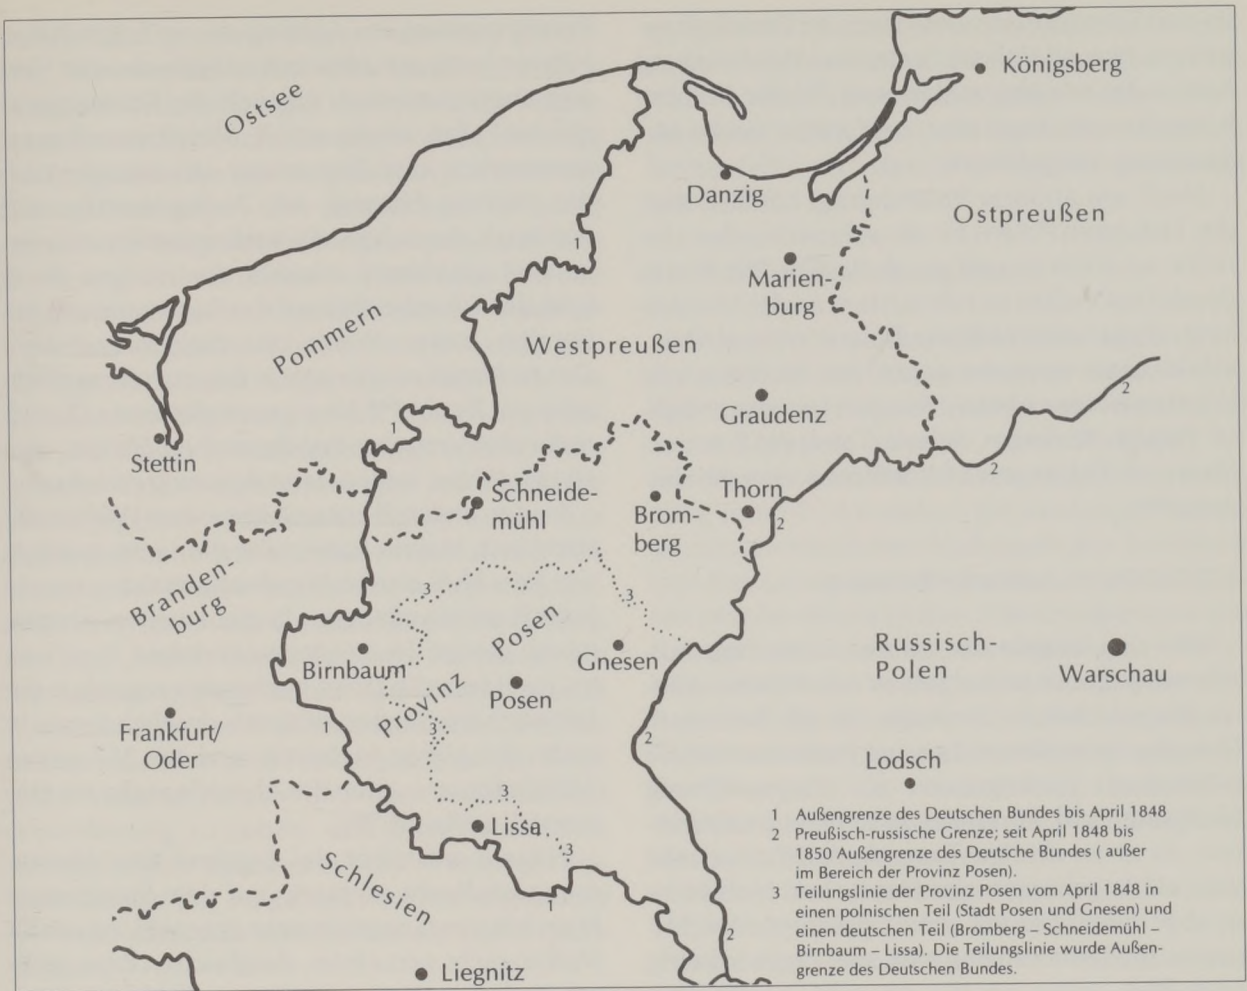 Ostsee
Königsberg
Danzig
Ostpreußen
1
Marien-
burg
Pommern
Westpreußen
2
Graudenz
1
Stettin
2
Schneide-
mühl
Thorn
Brom-
berg
2
Branden-
burg
3
3
Posen
Gnesen
Russisch-
Polen
Warschau
Birnbaum
Provinz
Posen
1
Frankfurt/
Oder
3
2
Lodsch
3
Lissa
3
Schlesien
1
2
Liegnitz
1 Außengrenze des Deutschen Bundes bis April 1848
2 Preußisch-russische Grenze; seit April 1848 bis
1850 Außengrenze des Deutsche Bundes ( außer
im Bereich der Provinz Posen).
3 Teilungslinie der Provinz Posen vom April 1848 in
einen polnischen Teil (Stadt Posen und Gnesen) und
einen deutschen Teil (Bromberg – Schneidemühl –
Birnbaum – Lissa). Die Teilungslinie wurde Außen-
grenze des Deutschen Bundes.